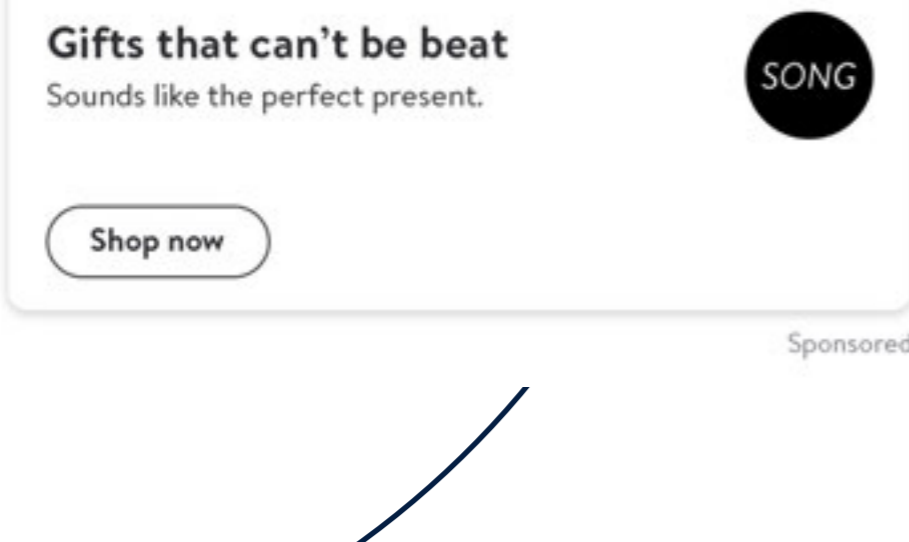 Gifts that can’t be beat
Sounds like the perfect present.
SONG
Shop now
Sponsored